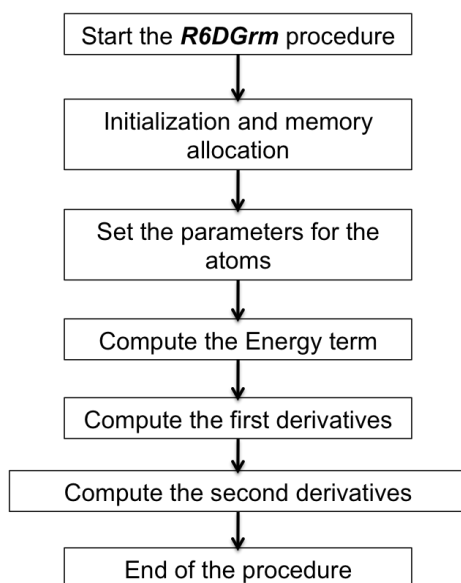 Start the R6DGrm procedure
Initialization and memory
allocation
Set the parameters for the
atoms
Compute the Energy term
Compute the first derivatives
Compute the second derivatives
End of the procedure